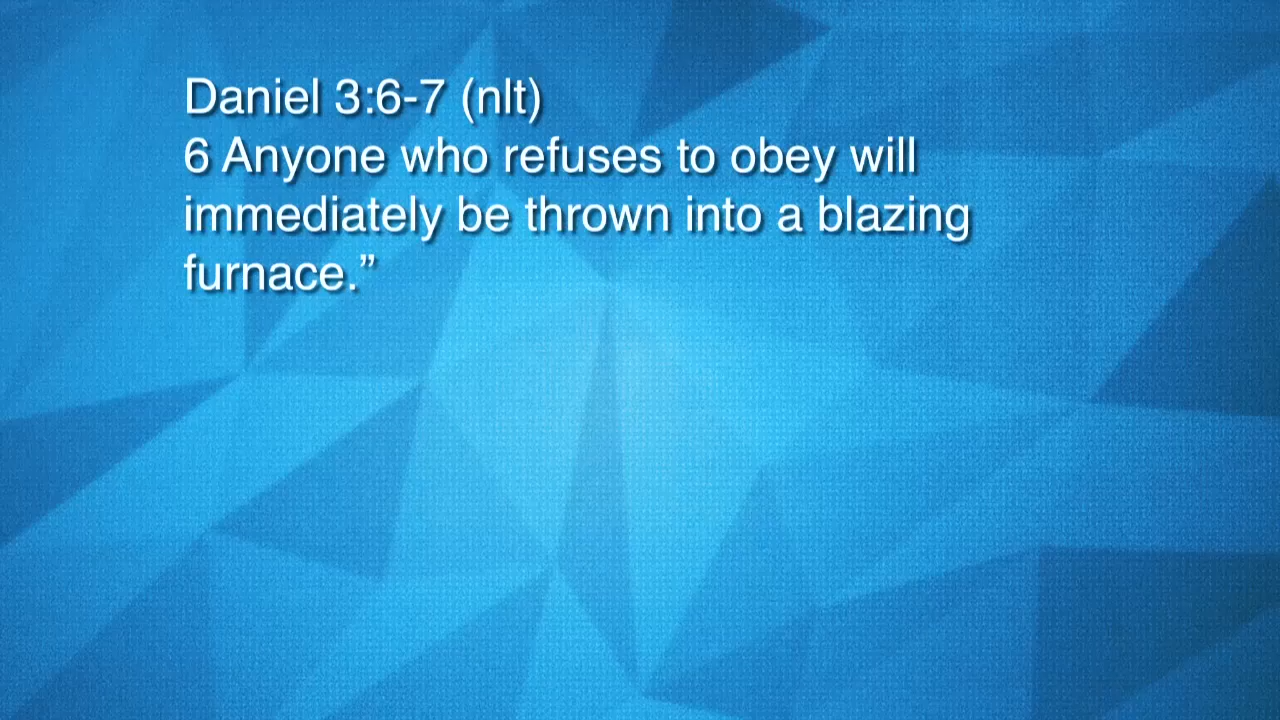 Daniel 3:6-7 (nlt)
6 Anyone who refuses to obey will
immediately be thrown into a blazing
furnace.”